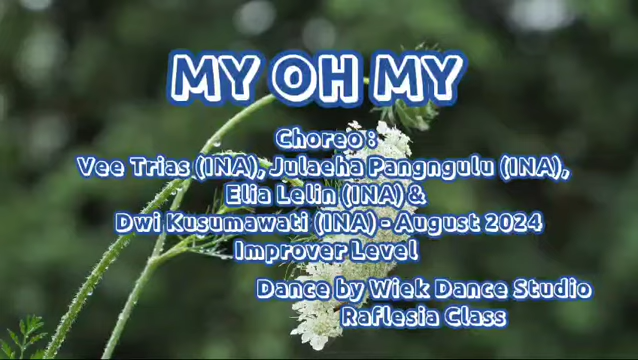 MY OH MY
Choreo :
Vee Trias (INA), Julaeha Pangngulu (INA),
Elia Lelin (INA) &
Dwi Kusumawati (INA) - August 2024
Improver Level
Dance by Wiek Dance Studio
Raflesia Class